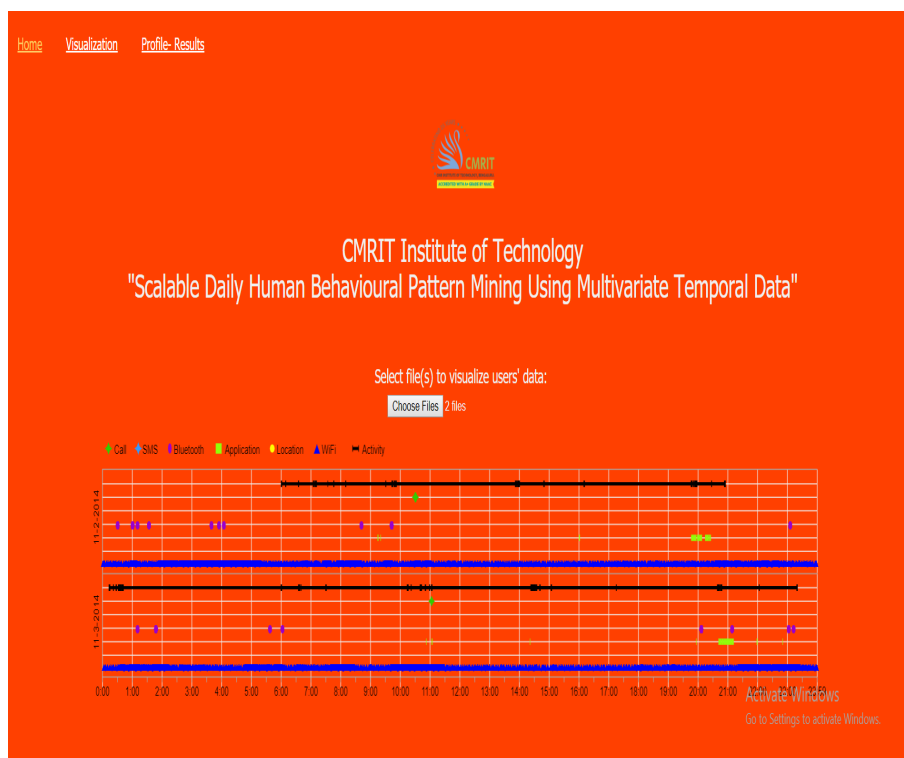 Home Visualization Profile- Results
CMRIT
CMRIT Institute of Technology
"Scalable Daily Human Behavioural Pattern Mining Using Multivariate Temporal Data"
Select file(s) to visualize users' data:
Choose Files 2 files
Call SMS Bluetooth Application Location WiFi Activity
11-2-2014
11-3-2014
0:00 1:00 2:00 3:00 4:00 5:00 6:00 7:00 8:00 9:00 10:00 11:00 12:00 13:00 14:00 15:00 16:00 17:00 18:00 19:00 20:00 21:00
Activate Windows
Go to Settings to activate Windows.